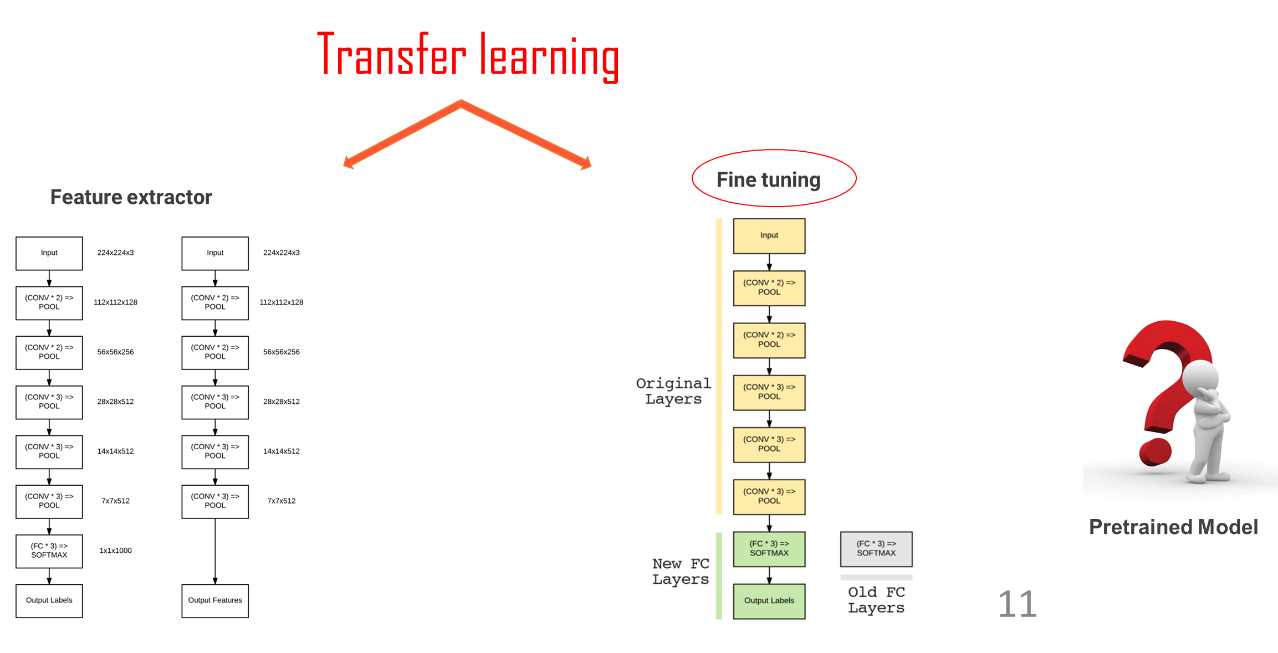 Transfer learning
Feature extractor
Input
224x224x3
(CONV * 2) =>
POOL
112x112x128
(CONV * 2) =>
POOL
56x56x256
(CONV * 3) =>
POOL
28x28x512
(CONV * 3) =>
POOL
14x14x512
(CONV * 3) =>
POOL
7x7x512
(FC * 3) =>
SOFTMAX
1x1x1000
Output Labels
Input
224x224x3
(CONV * 2) =>
POOL
112x112x128
(CONV * 2) =>
POOL
56x56x256
(CONV * 3) =>
POOL
28x28x512
(CONV * 3) =>
POOL
14x14x512
(CONV * 3) =>
POOL
7x7x512
Output Features
Fine tuning
Original
Layers
Input
(CONV * 2) =>
POOL
(CONV * 2) =>
POOL
(CONV * 3) =>
POOL
(CONV * 3) =>
POOL
(CONV * 3) =>
POOL
New FC
Layers
(FC * 3) =>
SOFTMAX
Output Labels
(FC * 3) =>
SOFTMAX
Old FC
Layers
Pretrained Model
11